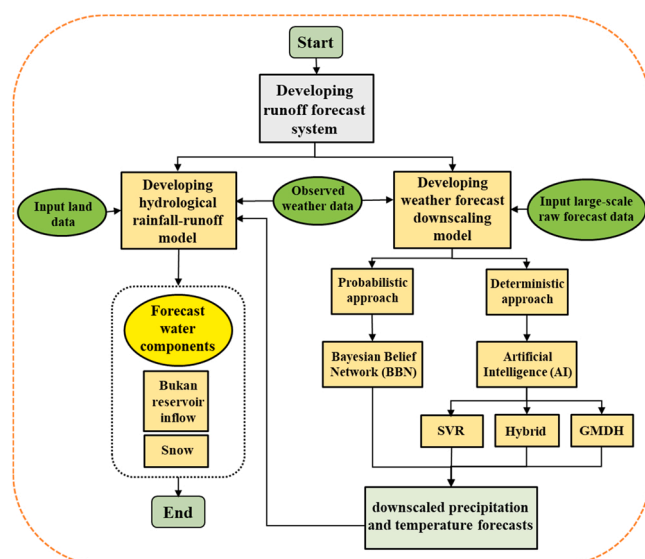 Start
Developing
runoff forecast
system
Input land
data
Developing
hydrological
rainfall-runoff
model
Observed
weather data
Developing
weather forecast
downscaling
model
Input large-scale
raw forecast data
Probabilistic
approach
Deterministic
approach
Forecast
water
components
Bayesian Belief
Network (BBN)
Artificial
Intelligence (AI)
Bukan
reservoir
inflow
SVR
Hybrid
GMDH
Snow
End
downscaled precipitation
and temperature forecasts